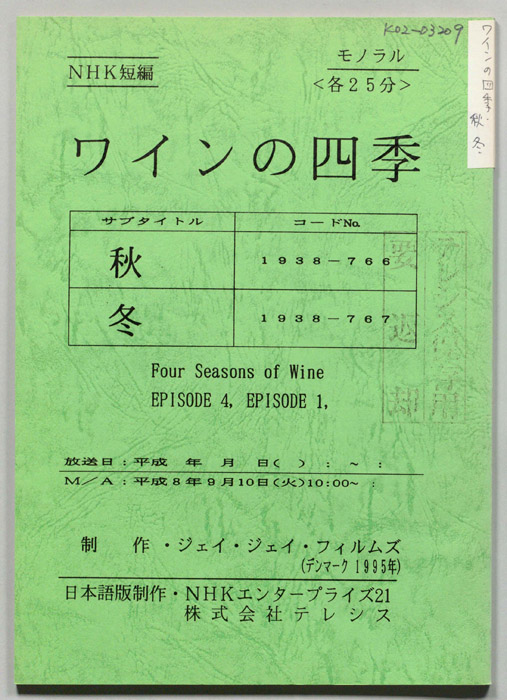 K02-03209
ワインの四季. 秋 冬.
NHK短編
モノラル
＜各25分＞
ワインの四季
サブタイトル コードNo.
秋 1938－766
冬 1938－767
Four Seasons of Wine
EPISODE 4, EPISODE 1,
放送日：平成　年　月　日(　)　：～　：
M／A：平成8年9月10日(火)10:00～　：
制　作・ジェイ・ジェイ・フィルムズ
(デンマーク 1995年)
日本語版制作・NHKエンタープライズ21
株式会社テレシス
要返却